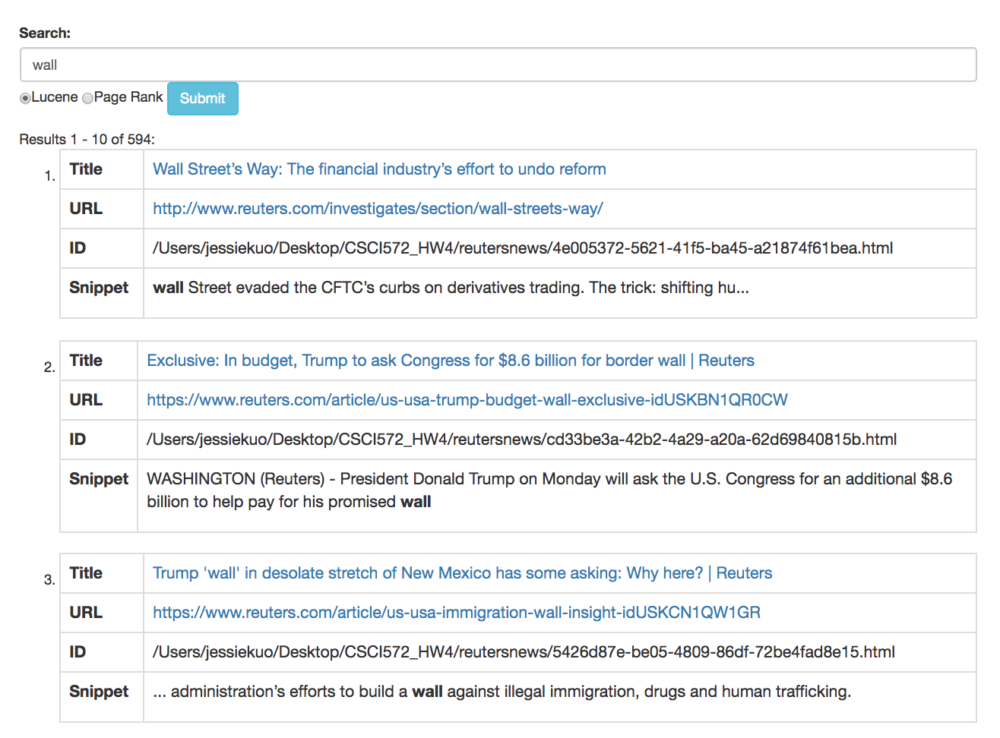 Search:
wall
Lucene Page Rank Submit
Results 1 - 10 of 594:
1. Title Wall Street’s Way: The financial industry’s effort to undo reform
URL http://www.reuters.com/investigates/section/wall-streets-way/
ID /Users/jessiekuo/Desktop/CSCI572_HW4/reutersnews/4e005372-5621-41f5-ba45-a21874f61bea.html
Snippet wall Street evaded the CFTC’s curbs on derivatives trading. The trick: shifting hu...
2. Title Exclusive: In budget, Trump to ask Congress for $8.6 billion for border wall | Reuters
URL https://www.reuters.com/article/us-usa-trump-budget-wall-exclusive-idUSKBN1QR0CW
ID /Users/jessiekuo/Desktop/CSCI572_HW4/reutersnews/cd33be3a-42b2-4a29-a20a-62d69840815b.html
Snippet WASHINGTON (Reuters) - President Donald Trump on Monday will ask the U.S. Congress for an additional $8.6
billion to help pay for his promised wall
3. Title Trump 'wall' in desolate stretch of New Mexico has some asking: Why here? | Reuters
URL https://www.reuters.com/article/us-usa-immigration-wall-insight-idUSKCN1QW1GR
ID /Users/jessiekuo/Desktop/CSCI572_HW4/reutersnews/5426d87e-be05-4809-86df-72be4fad8e15.html
Snippet ... administration’s efforts to build a wall against illegal immigration, drugs and human trafficking.